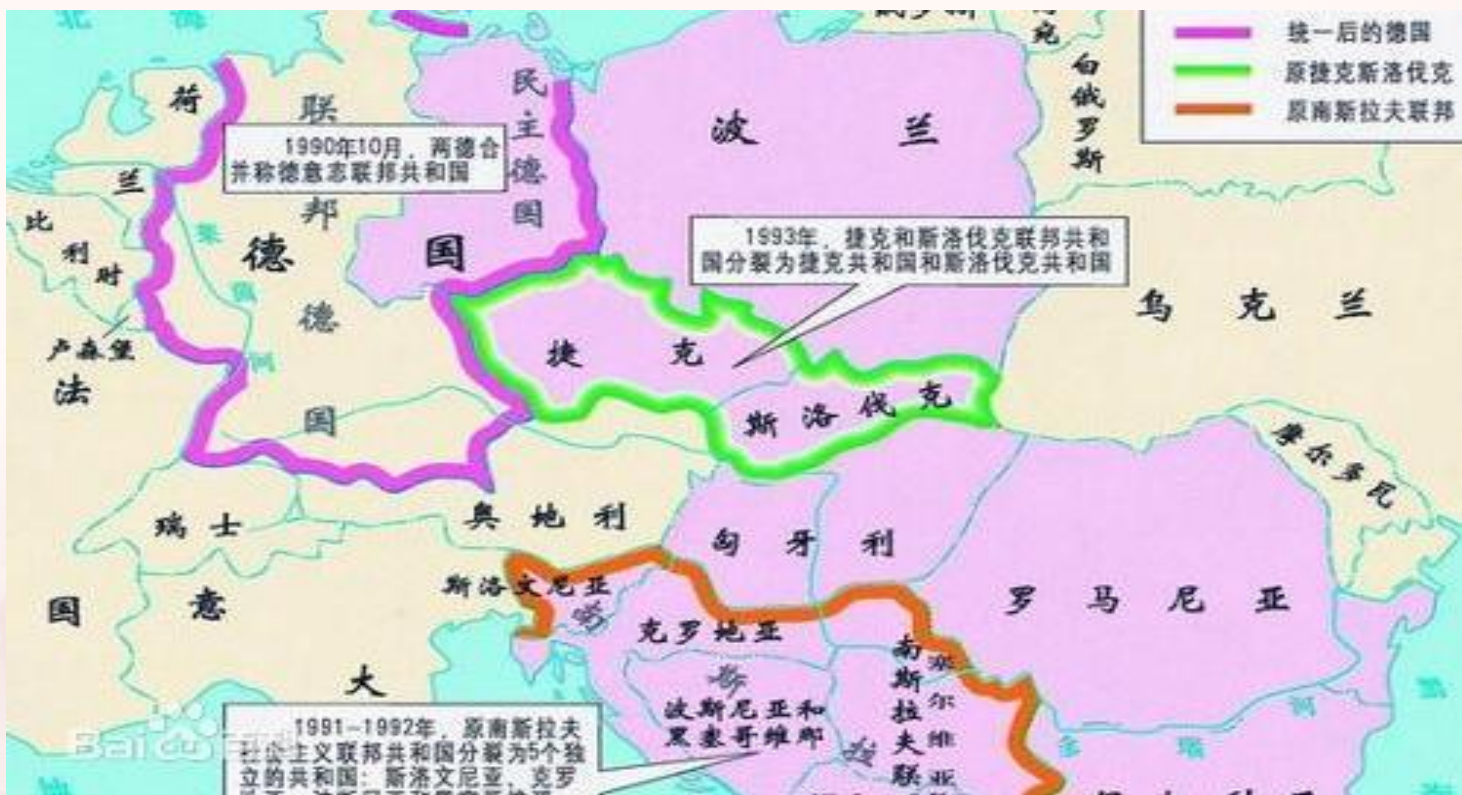 北海
统一后的德国
原捷克斯洛伐克
原南斯拉夫联邦
荷兰
联邦德国
民主德国
1990年10月，两德合
并称德意志联邦共和国
波兰
白俄罗斯
比利时
德国
莱茵河
1993年，捷克和斯洛伐克联邦共和
国分裂为捷克共和国和斯洛伐克共和国
乌克兰
卢森堡
捷克
法国
斯洛伐克
摩尔多瓦
瑞士
奥地利
匈牙利
斯洛文尼亚
罗马尼亚
意大
克罗地亚
南斯拉夫联
塞尔维亚
波斯尼亚和
黑塞哥维那
多瑙河
1991-1992年，原南斯拉夫
社会主义联邦共和国分裂为5个独
立的共和国：斯洛文尼亚，克罗
Bai